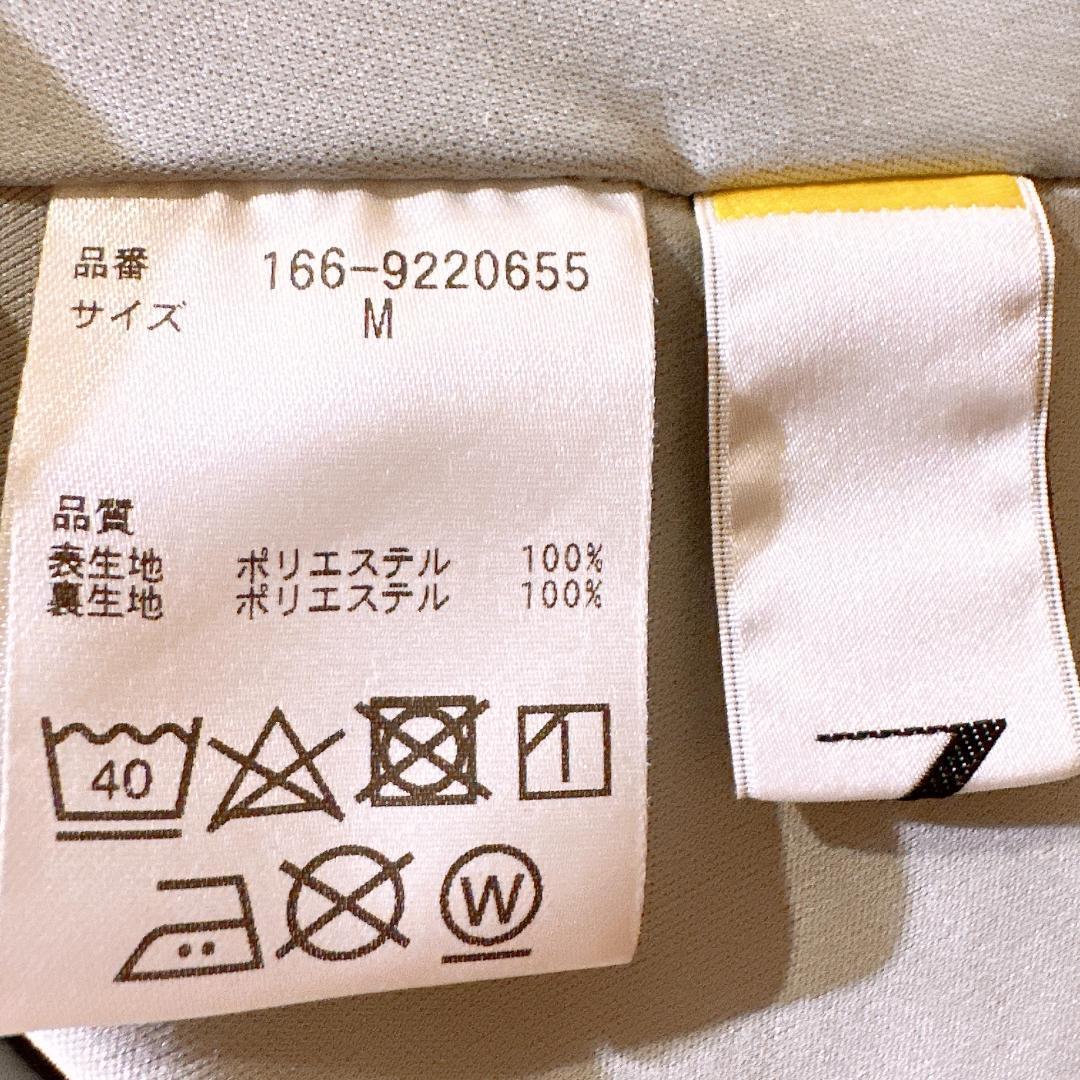 品番 166-9220655
サイズ M
品質
表生地 ポリエステル 100%
裏生地 ポリエステル 100%
40
W